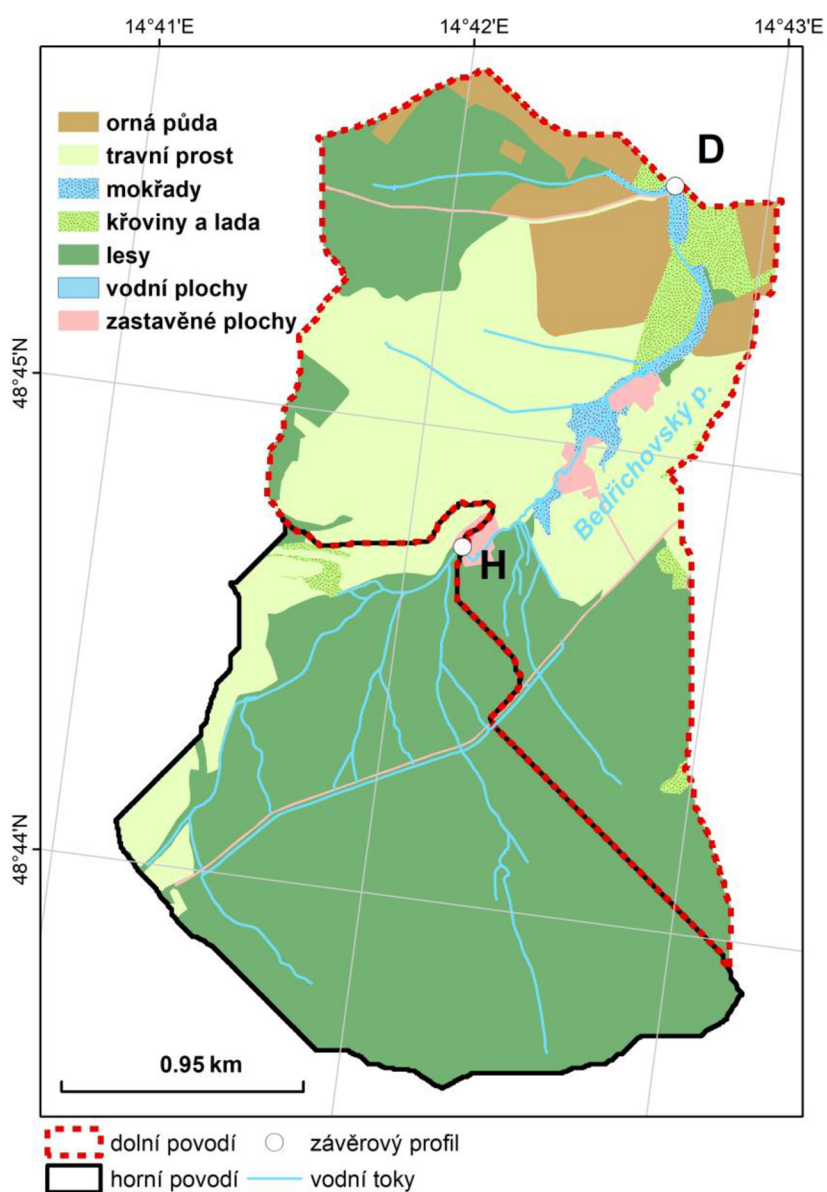 14°41'E 14°42'E 14°43'E
orná půda
travní prost
mokřady
křoviny a lada
lesy
vodní plochy
zastavěné plochy
D
48°45'N
Bedřichovský p.
H
48°44'N
0.95 km
dolní povodí závěrový profil
horní povodí vodní toky